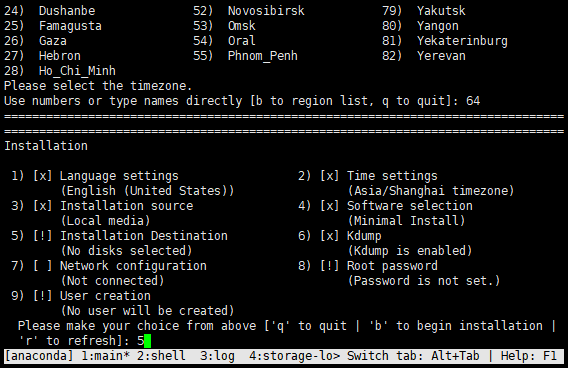 24)  Dushanbe              52)  Novosibirsk           79)  Yakutsk
25)  Famagusta             53)  Omsk                  80)  Yangon
26)  Gaza                  54)  Oral                  81)  Yekaterinburg
27)  Hebron                55)  Phnom_Penh            82)  Yerevan
28)  Ho_Chi_Minh
Please select the timezone.
Use numbers or type names directly [b to region list, q to quit]: 64
================================================================================
================================================================================
Installation
1) [x] Language settings                 2) [x] Time settings
(English (United States))                (Asia/Shanghai timezone)
3) [x] Installation source               4) [x] Software selection
(Local media)                            (Minimal Install)
5) [!] Installation Destination          6) [x] Kdump
(No disks selected)                      (Kdump is enabled)
7) [ ] Network configuration             8) [!] Root password
(Not connected)                          (Password is not set.)
9) [!] User creation
(No user will be created)
Please make your choice from above ['q' to quit | 'b' to begin installation |
'r' to refresh]: 5
[anaconda] 1:main* 2:shell  3:log  4:storage-lo> Switch tab: Alt+Tab | Help: F1